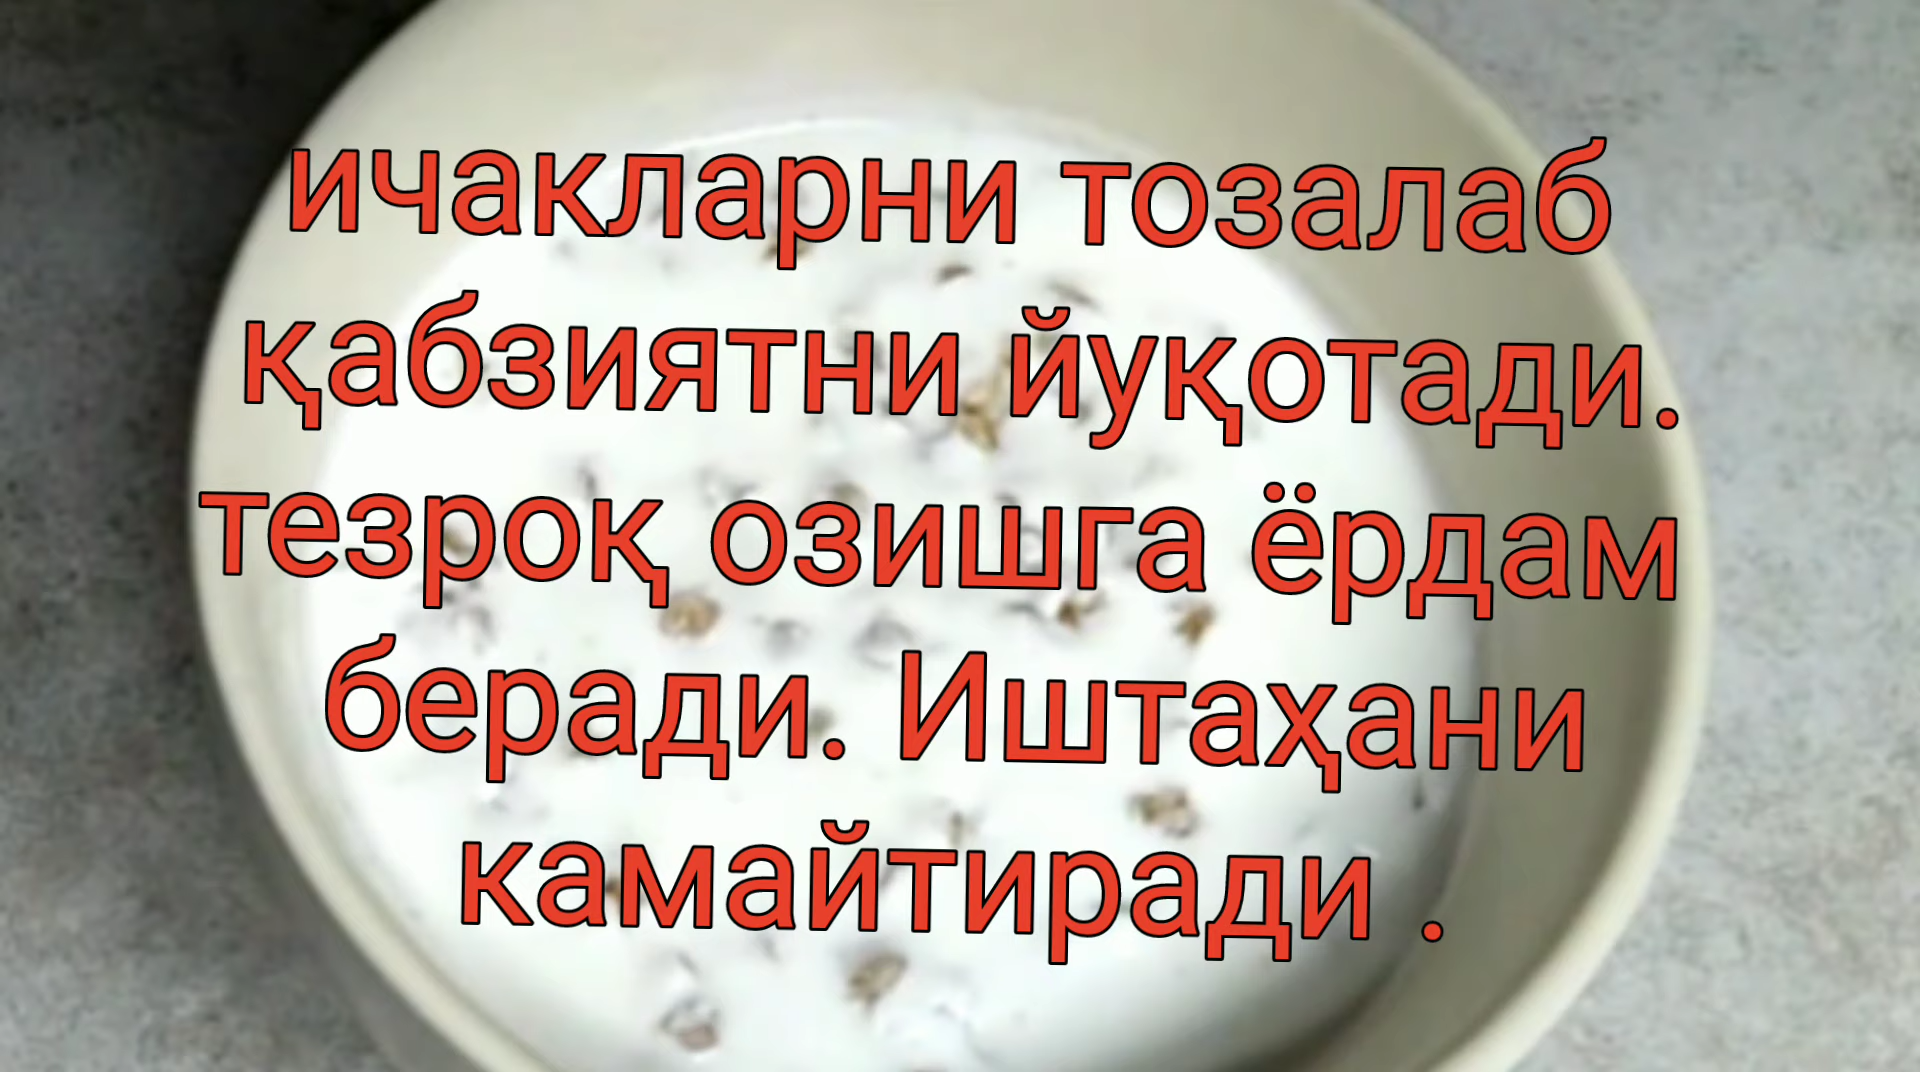 ичакларни тозалаб
қабзиятни йуқотади.
тезроқ озишга ёрдам
беради. Иштаҳани
камайтиради .